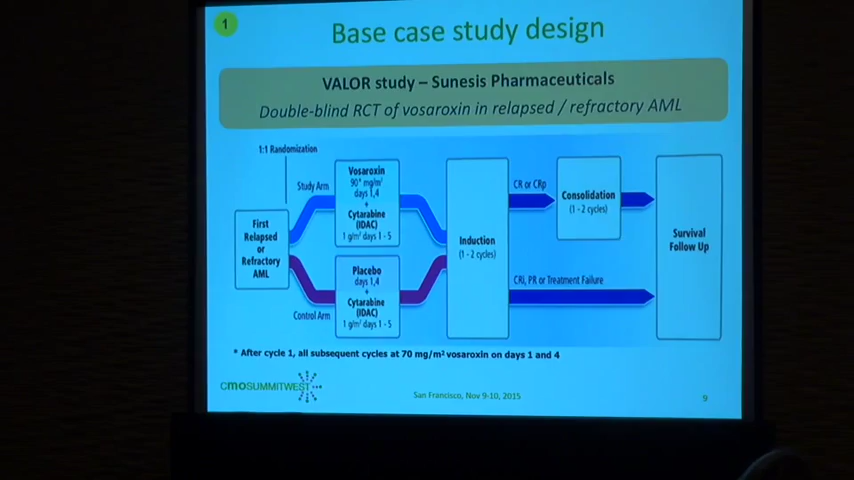 1
Base case study design
VALOR study – Sunesis Pharmaceuticals
Double-blind RCT of vosaroxin in relapsed / refractory AML
1:1 Randomization
Study Arm
Vosaroxin
90* mg/m²
days 1,4
+
Cytarabine
(IDAC)
1 g/m² days 1 - 5
First
Relapsed
or
Refractory
AML
Placebo
days 1,4
+
Cytarabine
(IDAC)
1 g/m² days 1 - 5
Control Arm
Induction
(1 - 2 cycles)
CR or CRp
Consolidation
(1 - 2 cycles)
CRi, PR or Treatment Failure
Survival
Follow Up
* After cycle 1, all subsequent cycles at 70 mg/m² vosaroxin on days 1 and 4
CMOSUMMITWEST
San Francisco, Nov 9-10, 2015
9